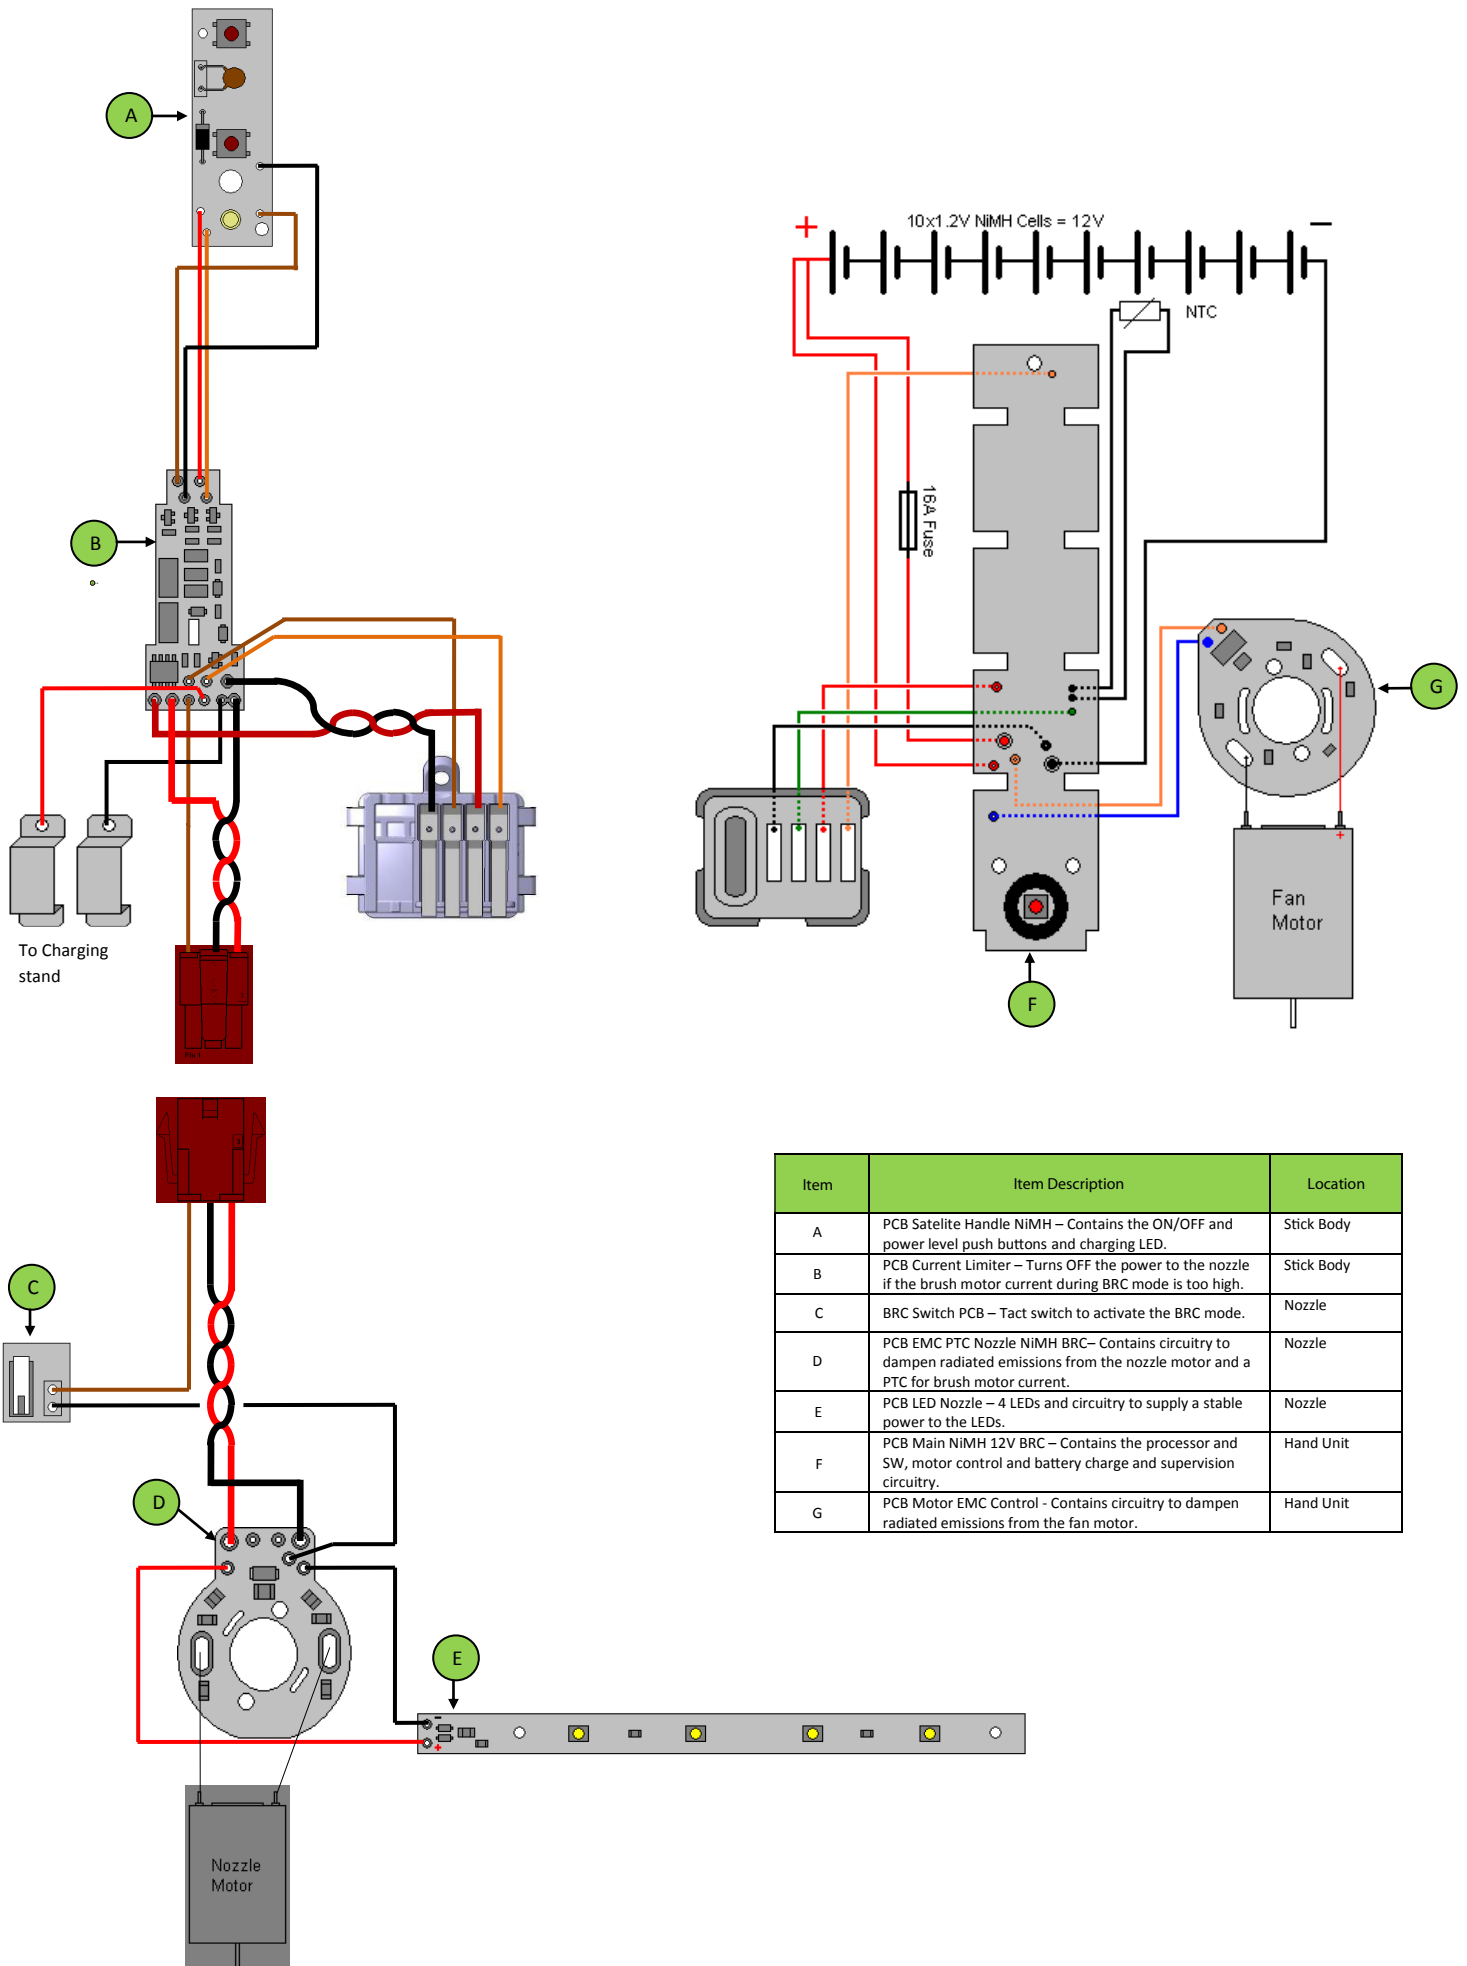 A
+
10x1.2V NiMH Cells = 12V
−
NTC
16A Fuse
B
G
+
Fan
Motor
To Charging
stand
F
Item Item Description Location
A PCB Satelite Handle NiMH – Contains the ON/OFF and Stick Body
power level push buttons and charging LED.
B PCB Current Limiter – Turns OFF the power to the nozzle Stick Body
if the brush motor current during BRC mode is too high.
C BRC Switch PCB – Tact switch to activate the BRC mode. Nozzle
D PCB EMC PTC Nozzle NiMH BRC– Contains circuitry to Nozzle
dampen radiated emissions from the nozzle motor and a
PTC for brush motor current.
E PCB LED Nozzle – 4 LEDs and circuitry to supply a stable Nozzle
power to the LEDs.
F PCB Main NiMH 12V BRC – Contains the processor and Hand Unit
SW, motor control and battery charge and supervision
circuitry.
G PCB Motor EMC Control - Contains circuitry to dampen Hand Unit
radiated emissions from the fan motor.
C
D
E
-
+
Nozzle
Motor